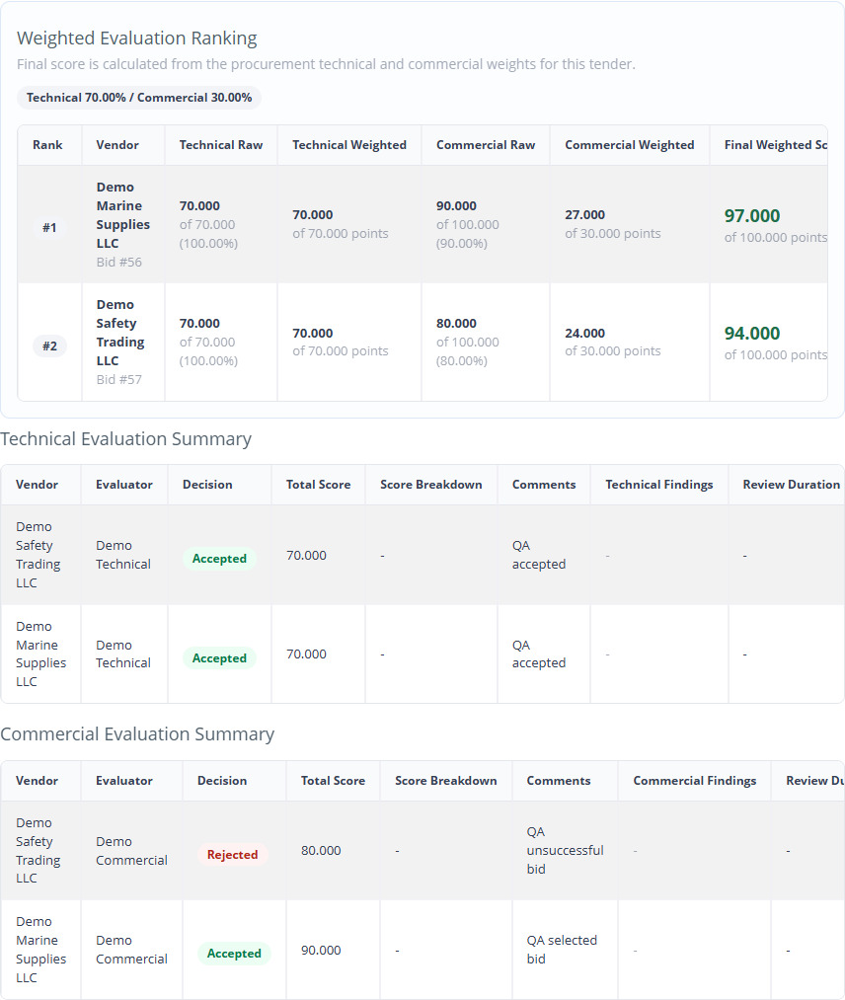 Weighted Evaluation Ranking
Final score is calculated from the procurement technical and commercial weights for this tender.
Technical 70.00% / Commercial 30.00%
Rank Vendor Technical Raw Technical Weighted Commercial Raw Commercial Weighted Final Weighted Sc
#1
Demo
Marine
Supplies
LLC
Bid #56
70.000
of 70.000
(100.00%)
70.000
of 70.000 points
90.000
of 100.000
(90.00%)
27.000
of 30.000 points
97.000
of 100.000 points
#2
Demo
Safety
Trading
LLC
Bid #57
70.000
of 70.000
(100.00%)
70.000
of 70.000 points
80.000
of 100.000
(80.00%)
24.000
of 30.000 points
94.000
of 100.000 points
Technical Evaluation Summary
Vendor Evaluator Decision Total Score Score Breakdown Comments Technical Findings Review Duration
Demo
Safety
Trading
LLC
Demo
Technical
Accepted
70.000
-
QA
accepted
-
-
Demo
Marine
Supplies
LLC
Demo
Technical
Accepted
70.000
-
QA
accepted
-
-
Commercial Evaluation Summary
Vendor Evaluator Decision Total Score Score Breakdown Comments Commercial Findings Review Du
Demo
Safety
Trading
LLC
Demo
Commercial
Rejected
80.000
-
QA
unsuccessful
bid
-
-
Demo
Marine
Supplies
LLC
Demo
Commercial
Accepted
90.000
-
QA selected
bid
-
-